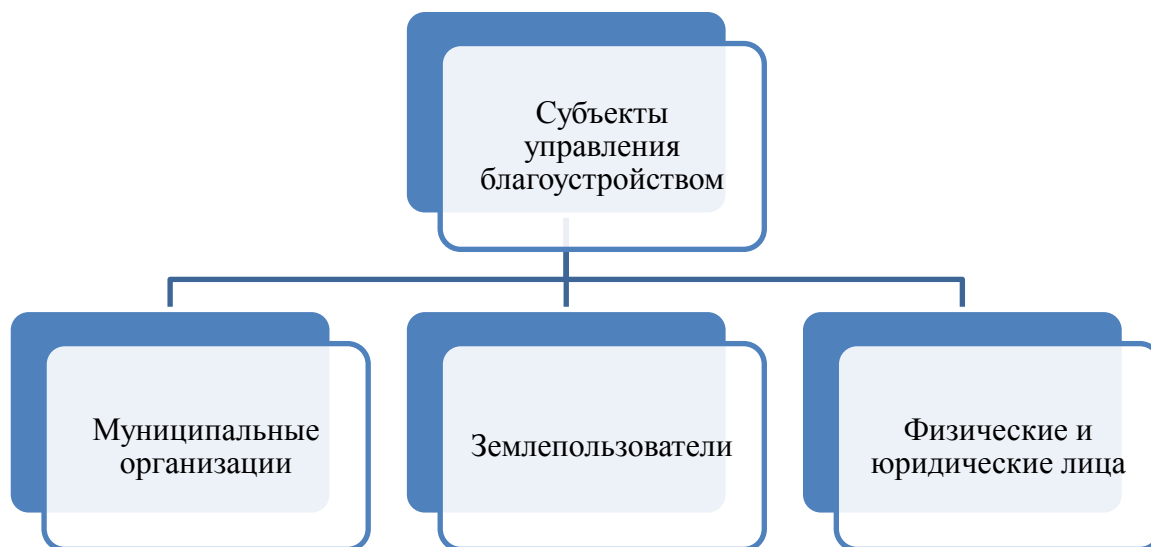 Субъекты
управления
благоустройством
Муниципальные
организации
Землепользователи
Физические и
юридические лица